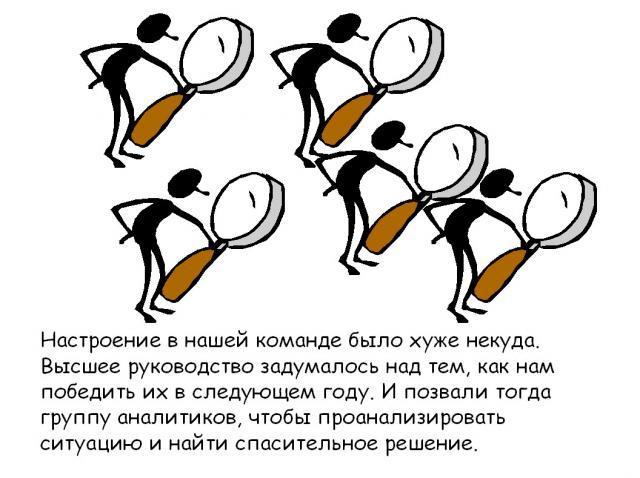 Настроение в нашей команде было хуже некуда.
Высшее руководство задумалось над тем, как нам
победить их в следующем году. И позвали тогда
группу аналитиков, чтобы проанализировать
ситуацию и найти спасительное решение.